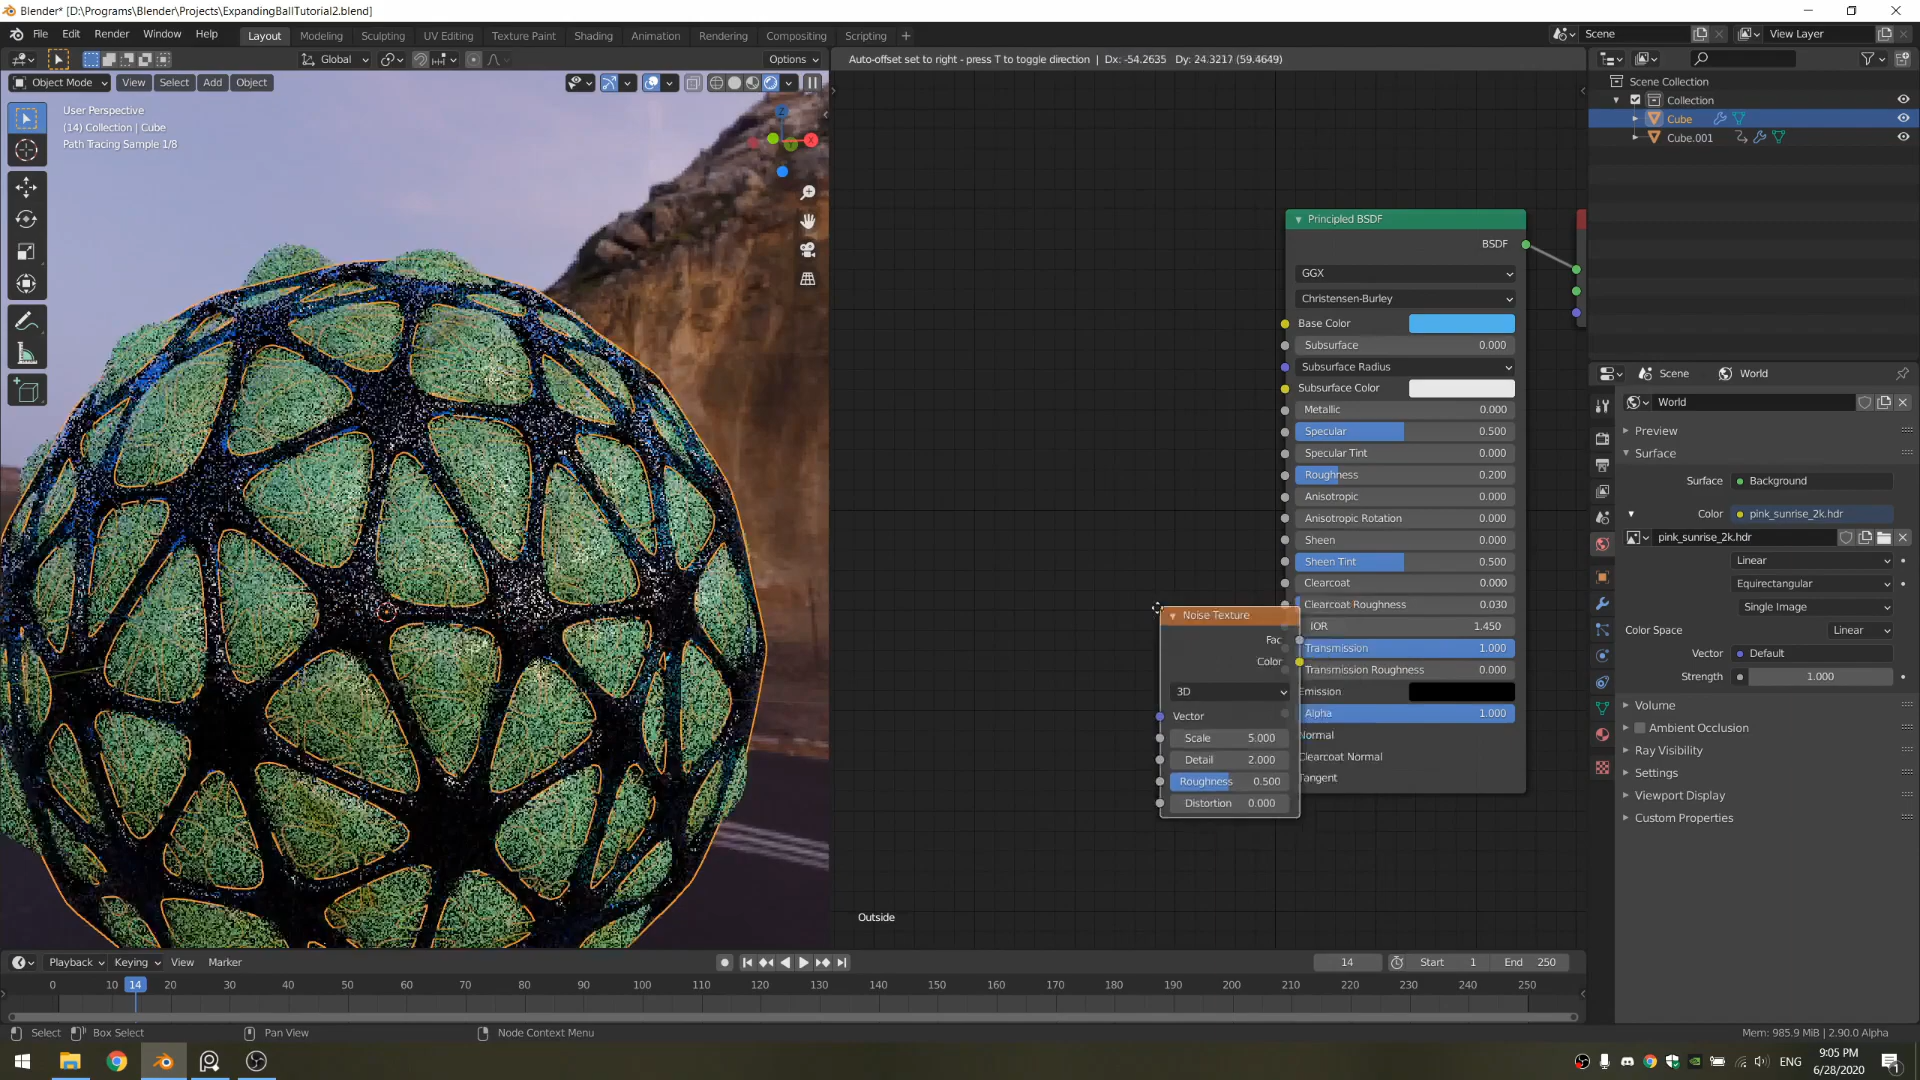 Blender* [D:\Programs\Blender\Projects\ExpandingBallTutorial2.blend]
File Edit Render Window Help Layout Modeling Sculpting UV Editing Texture Paint Shading Animation Rendering Compositing Scripting + Scene View Layer
Global Options
Auto-offset set to right - press T to toggle direction | Dx: -54.2635 Dy: 24.3217 (59.4649)
Object Mode View Select Add Object
User Perspective
(14) Collection | Cube
Path Tracing Sample 1/8
Z
X
Y
Scene Collection
Collection
Cube
Cube.001
Principled BSDF
BSDF
GGX
Christensen-Burley
Base Color
Subsurface 0.000
Subsurface Radius
Subsurface Color
Metallic 0.000
Specular 0.500
Specular Tint 0.000
Roughness 0.200
Anisotropic 0.000
Anisotropic Rotation 0.000
Sheen 0.000
Sheen Tint 0.500
Clearcoat 0.000
Clearcoat Roughness 0.030
IOR 1.450
Transmission 1.000
Transmission Roughness 0.000
Emission
Alpha 1.000
Normal
Clearcoat Normal
Tangent
Noise Texture
Fac
Color
3D
Vector
Scale 5.000
Detail 2.000
Roughness 0.500
Distortion 0.000
Outside
Scene World
World
Preview
Surface
Surface Background
Color pink_sunrise_2k.hdr
pink_sunrise_2k.hdr
Linear
Equirectangular
Single Image
Color Space Linear
Vector Default
Strength 1.000
Volume
Ambient Occlusion
Ray Visibility
Settings
Viewport Display
Custom Properties
Playback Keying View Marker 14 Start 1 End 250
0 10 14 20 30 40 50 60 70 80 90 100 110 120 130 140 150 160 170 180 190 200 210 220 230 240 250
Select Box Select Pan View Node Context Menu Mem: 985.9 MiB | 2.90.0 Alpha
ENG
9:05 PM
6/28/2020
1